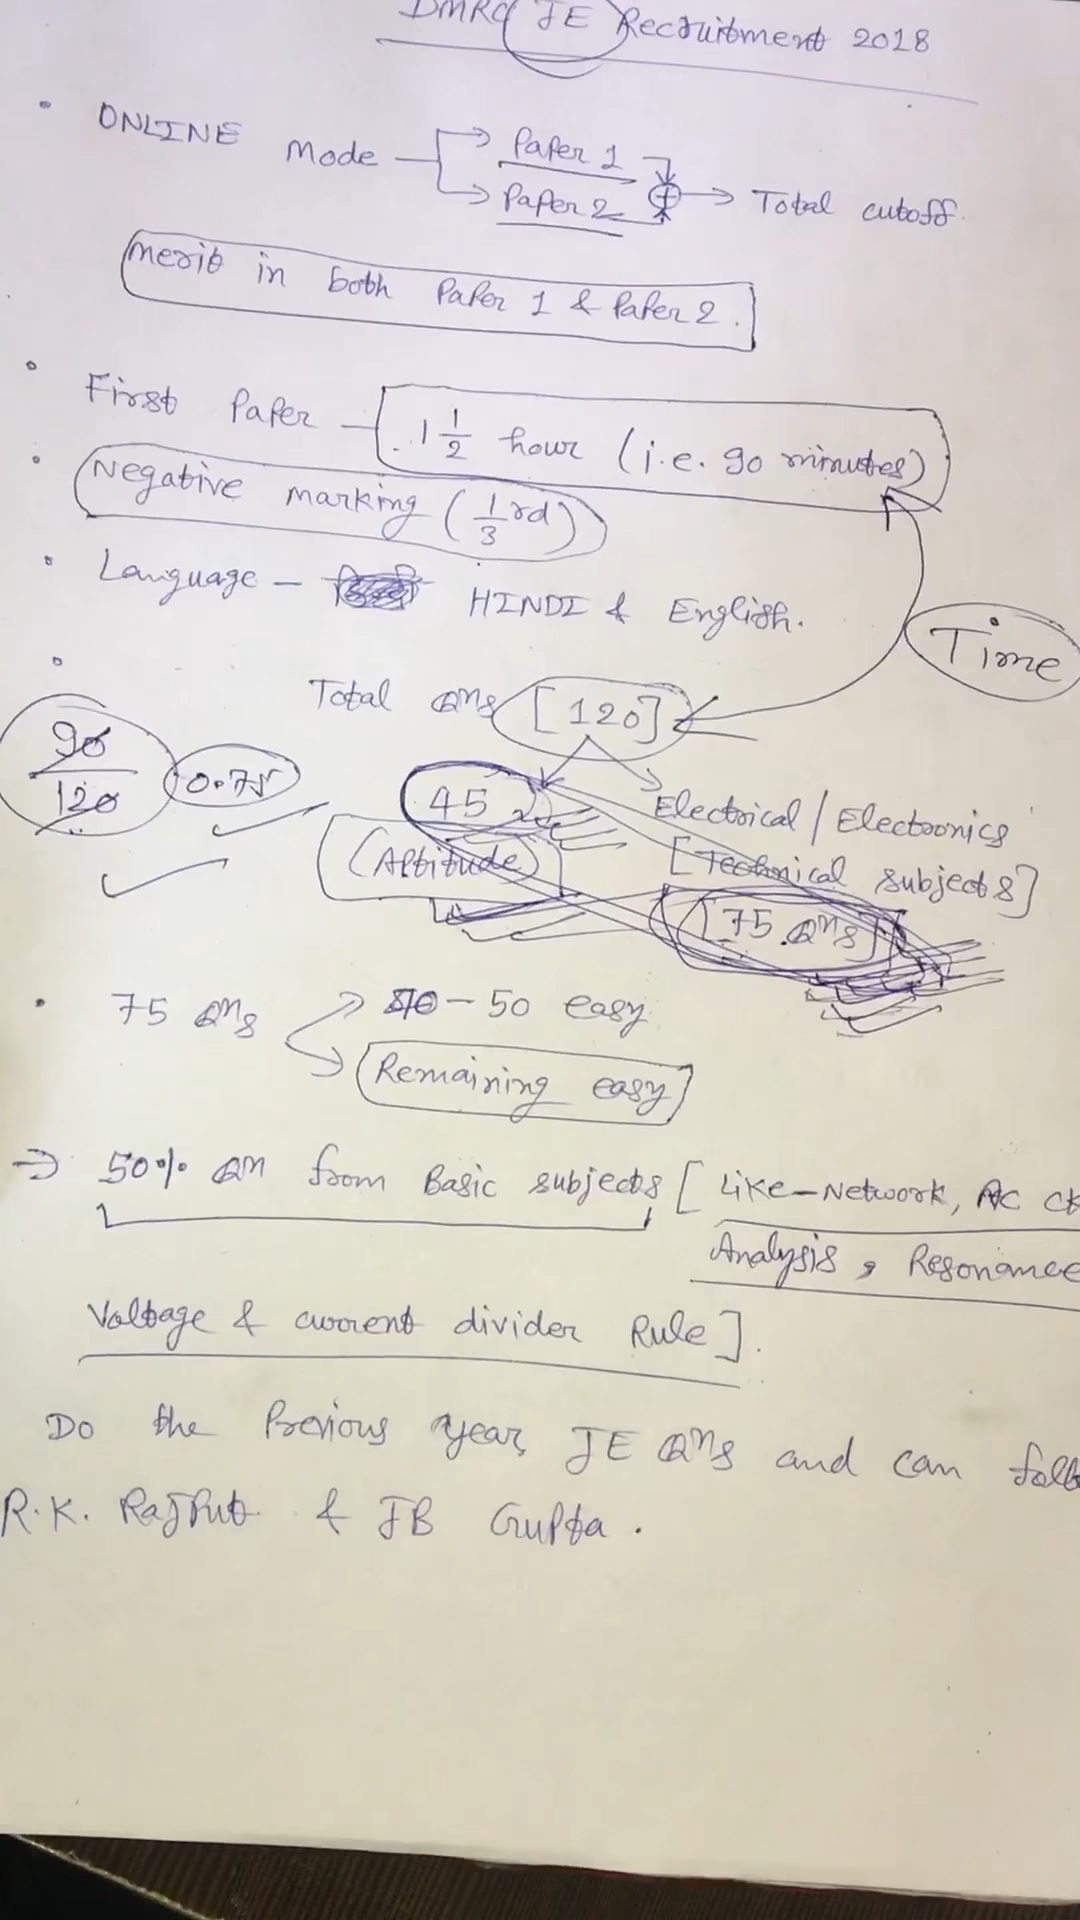 DMRC JE Recruitment 2018
ONLINE Mode → Paper 1
→ Paper 2
⊕ → Total cutoff
merit in both Paper 1 & Paper 2.
First Paper - 1 1/2 hour (i.e. 90 minutes)
Negative marking (1/3 rd)
Language - HINDI & English.
Time
Total Qns [120]
90/120
0.75
45
(Aptitude)
Electrical / Electronics
[Technical subjects]
[75 Qns]
75 Qns → 40-50 easy
→ Remaining easy
→ 50% Qn from Basic subjects [Like-Network, AC ck
Analysis, Resonance
Voltage & current divider Rule].
Do the Previous year JE Qns and can
R.K. Rajput & JB Gupta.